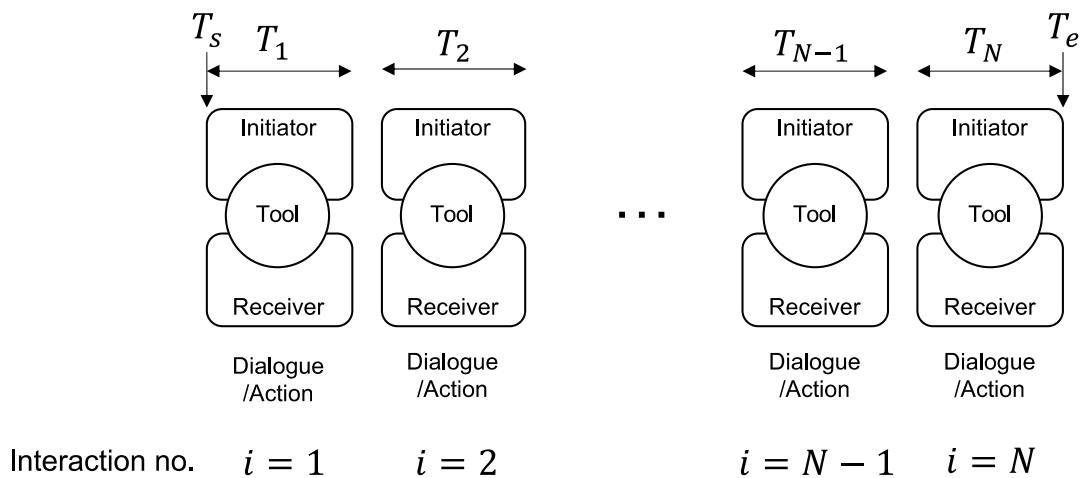 T_s T_1 T_2 T_{N-1} T_N T_e
Initiator Initiator Initiator Initiator
Tool Tool ... Tool Tool
Receiver Receiver Receiver Receiver
Dialogue Dialogue Dialogue Dialogue
/Action /Action /Action /Action
Interaction no. i = 1 i = 2 i = N − 1 i = N